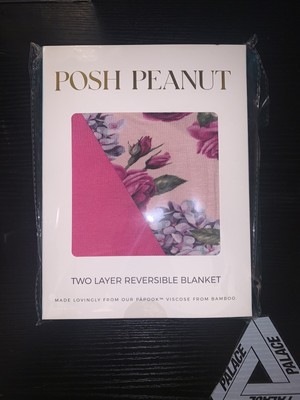 POSH PEANUT
TWO LAYER REVERSIBLE BLANKET
MADE LOVINGLY FROM OUR PAPOOK™ VISCOSE FROM BAMBOO
PALACE
PALACE
PALACE